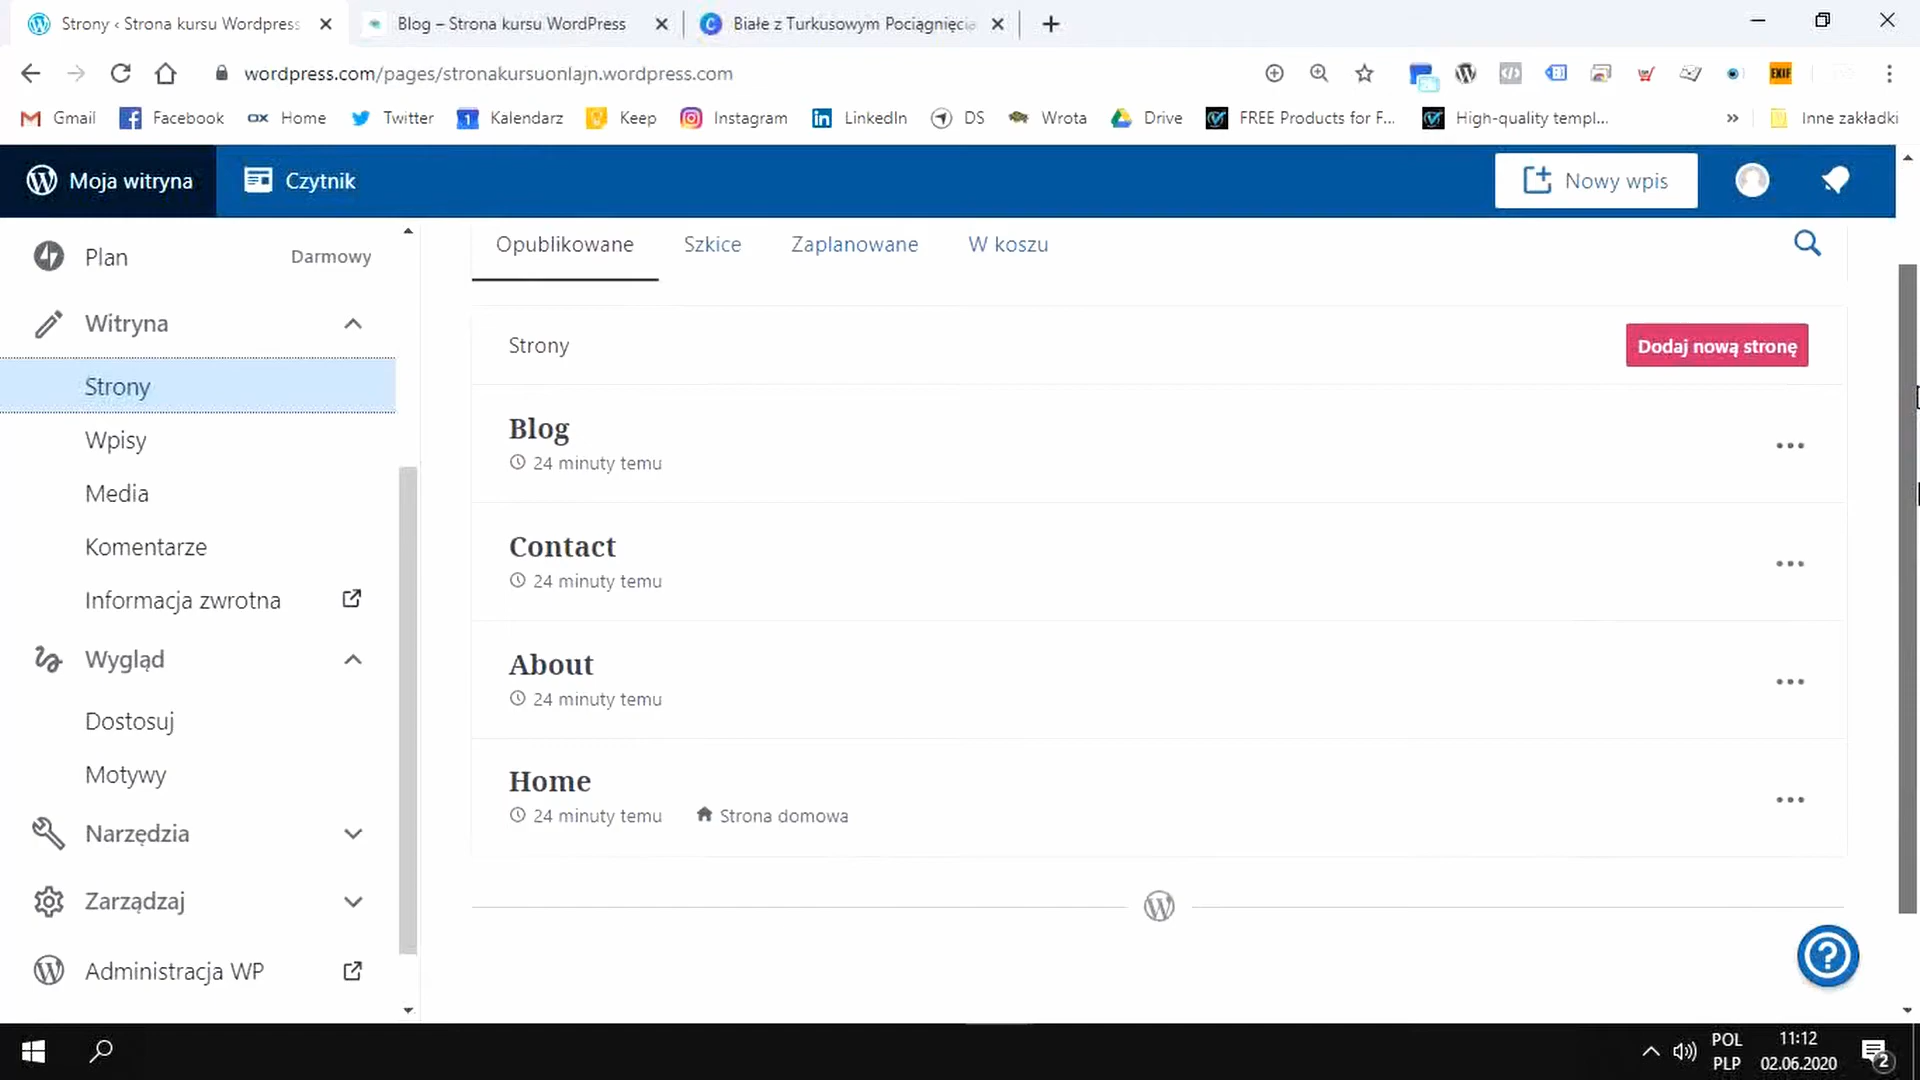 Strony ‹ Strona kursu Wordpress
Blog – Strona kursu WordPress
Białe z Turkusowym Pociągnięcia
wordpress.com/pages/stronakursuonlajn.wordpress.com
EXIF
Gmail
Facebook
Home
Twitter
Kalendarz
Keep
Instagram
LinkedIn
DS
Wrota
Drive
FREE Products for F...
High-quality templ...
»
Inne zakładki
Moja witryna
Czytnik
Nowy wpis
Plan
Darmowy
Witryna
Strony
Wpisy
Media
Komentarze
Informacja zwrotna
Wygląd
Dostosuj
Motywy
Narzędzia
Zarządzaj
Administracja WP
Opublikowane
Szkice
Zaplanowane
W koszu
Strony
Dodaj nową stronę
Blog
24 minuty temu
Contact
24 minuty temu
About
24 minuty temu
Home
24 minuty temu
Strona domowa
POL
PLP
11:12
02.06.2020
2